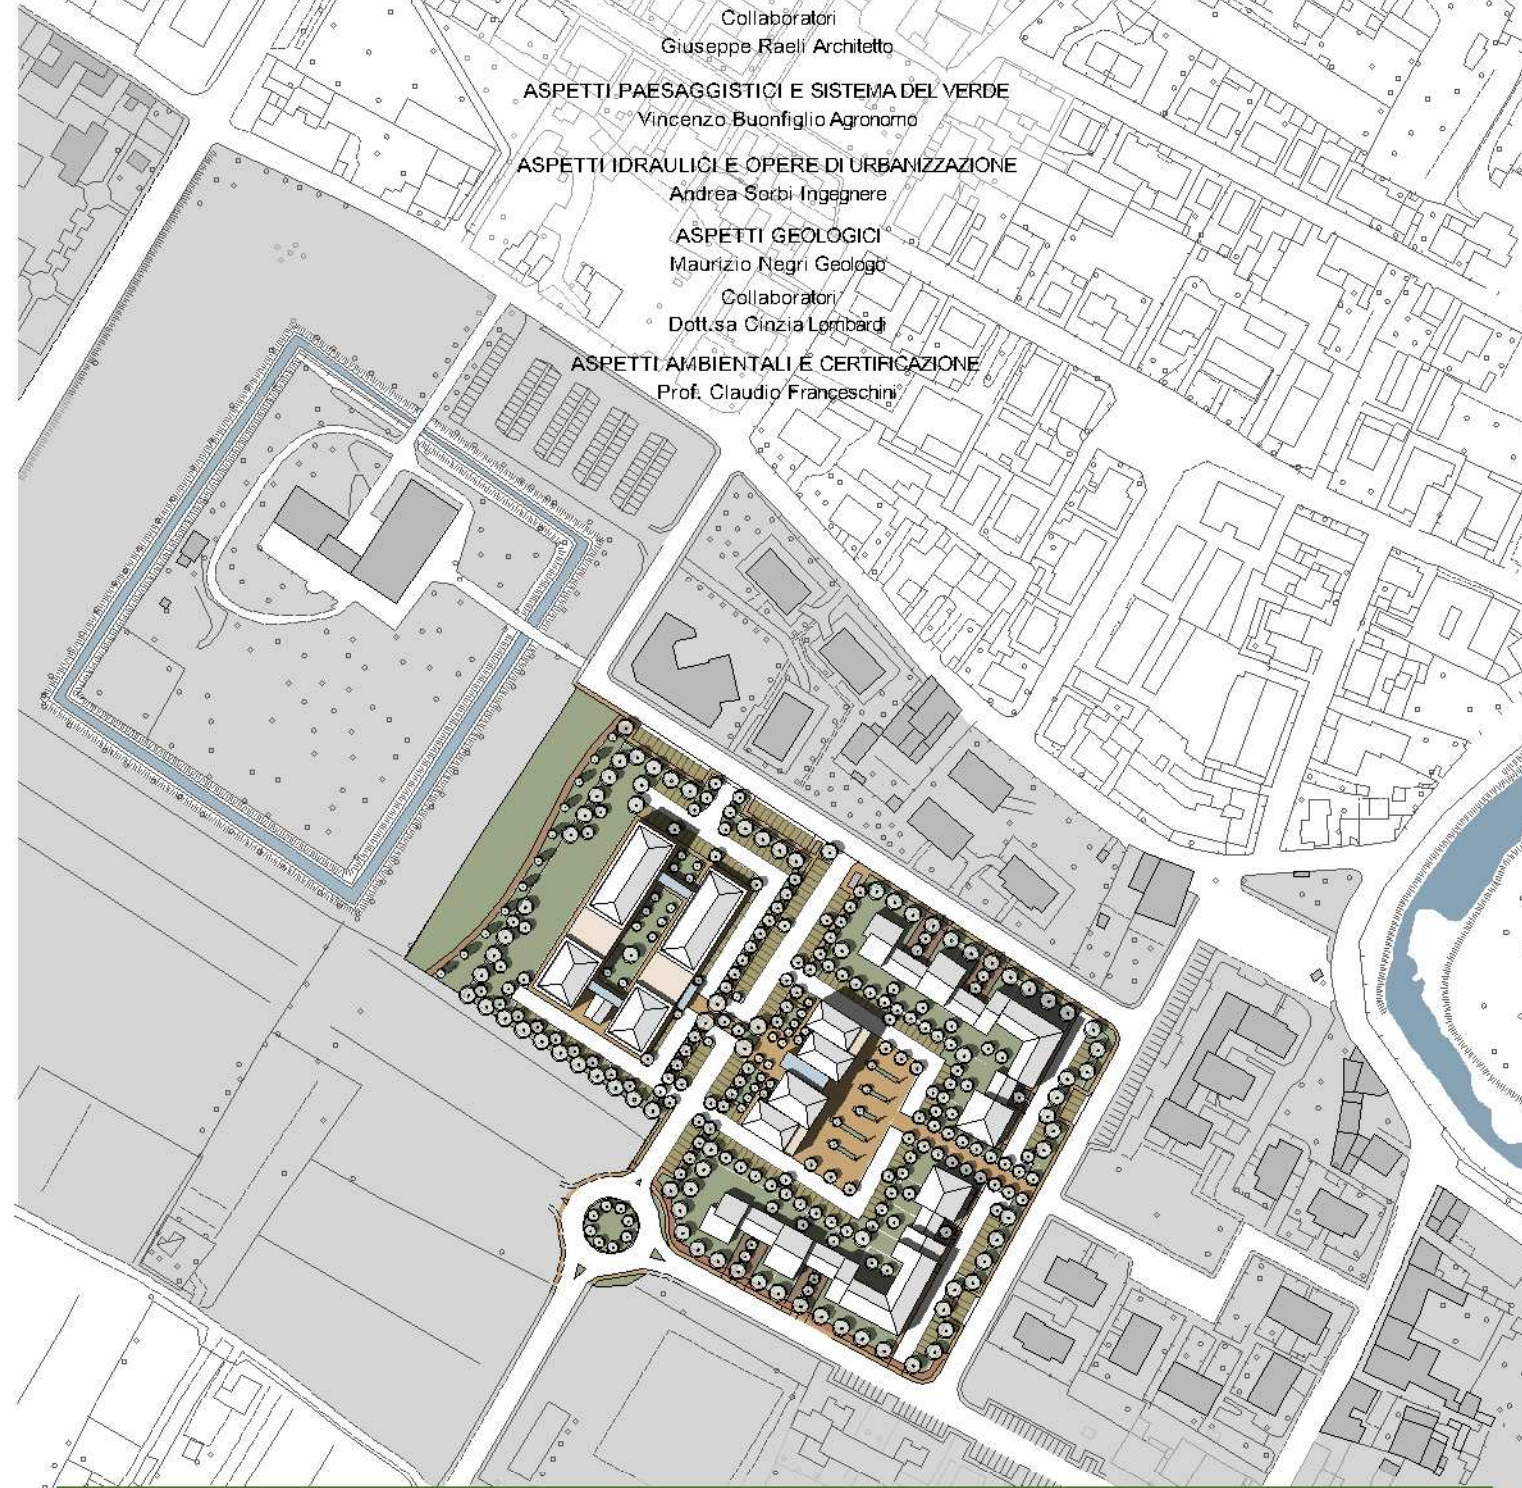 Collaboratori
Giuseppe Raeli Architetto
ASPETTI PAESAGGISTICI E SISTEMA DEL VERDE
Vincenzo Buonfiglio Agronomo
ASPETTI IDRAULICI E OPERE DI URBANIZZAZIONE
Andrea Sorbi Ingegnere
ASPETTI GEOLOGICI
Maurizio Negri Geologo
Collaboratori
Dott.sa Cinzia Lombardi
ASPETTI AMBIENTALI E CERTIFICAZIONE
Prof. Claudio Franceschini